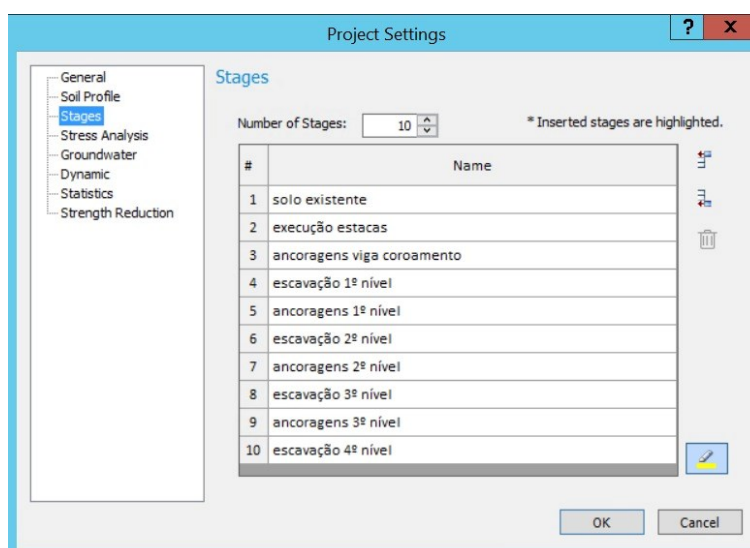 Project Settings
? x
General
Soil Profile
Stages
Stress Analysis
Groundwater
Dynamic
Statistics
Strength Reduction
Stages
Number of Stages: 10
* Inserted stages are highlighted.
# Name
1 solo existente
2 execução estacas
3 ancoragens viga coroamento
4 escavação 1º nível
5 ancoragens 1º nível
6 escavação 2º nível
7 ancoragens 2º nível
8 escavação 3º nível
9 ancoragens 3º nível
10 escavação 4º nível
OK Cancel